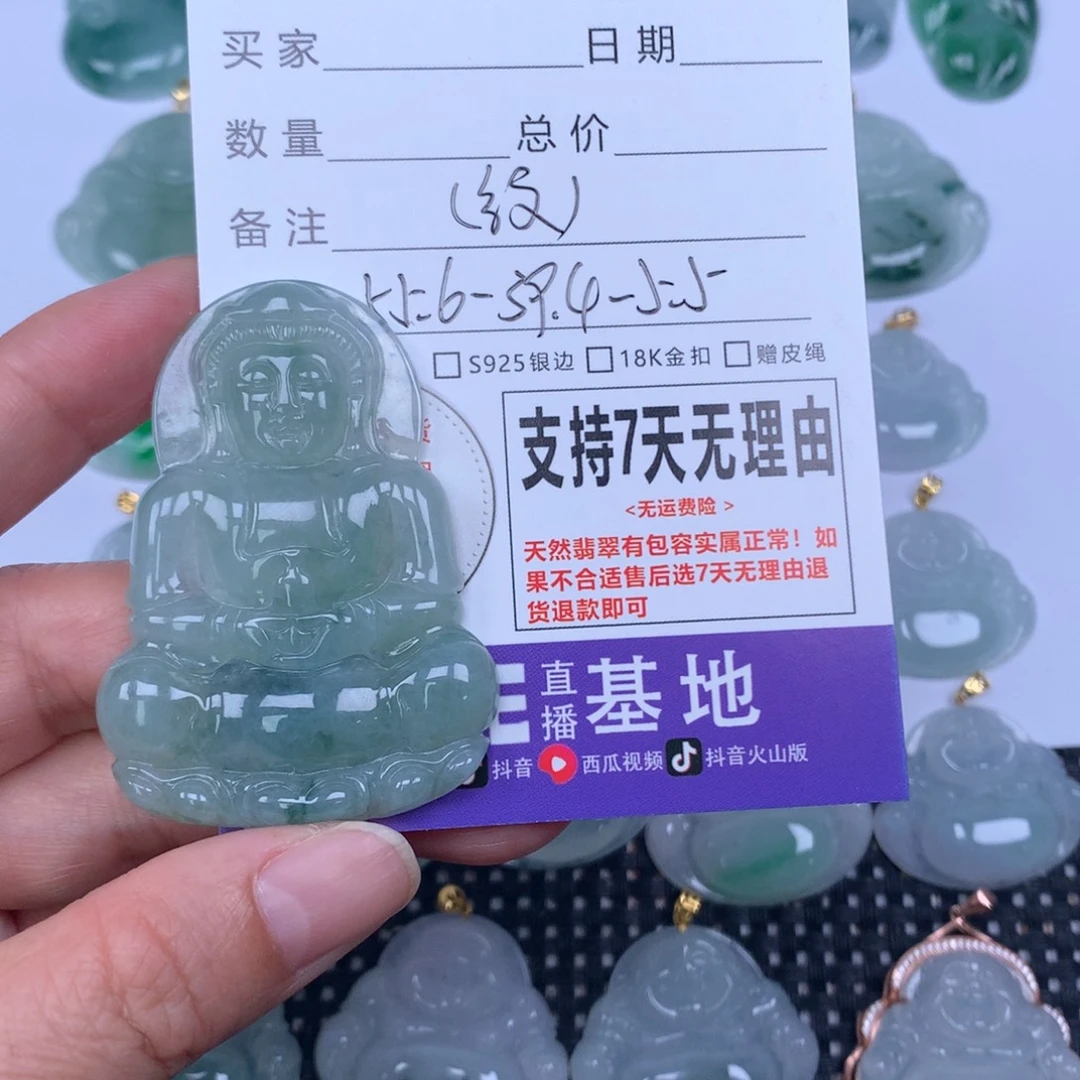 买家 日期
数量 总价
备注 (纹)
55.6-39.4-5.5
S925银边 18K金扣 赠皮绳
支持7天无理由
<无运费险>
天然翡翠有包容实属正常！如
果不合适售后选7天无理由退
货退款即可
直播基地
抖音 西瓜视频 抖音火山版